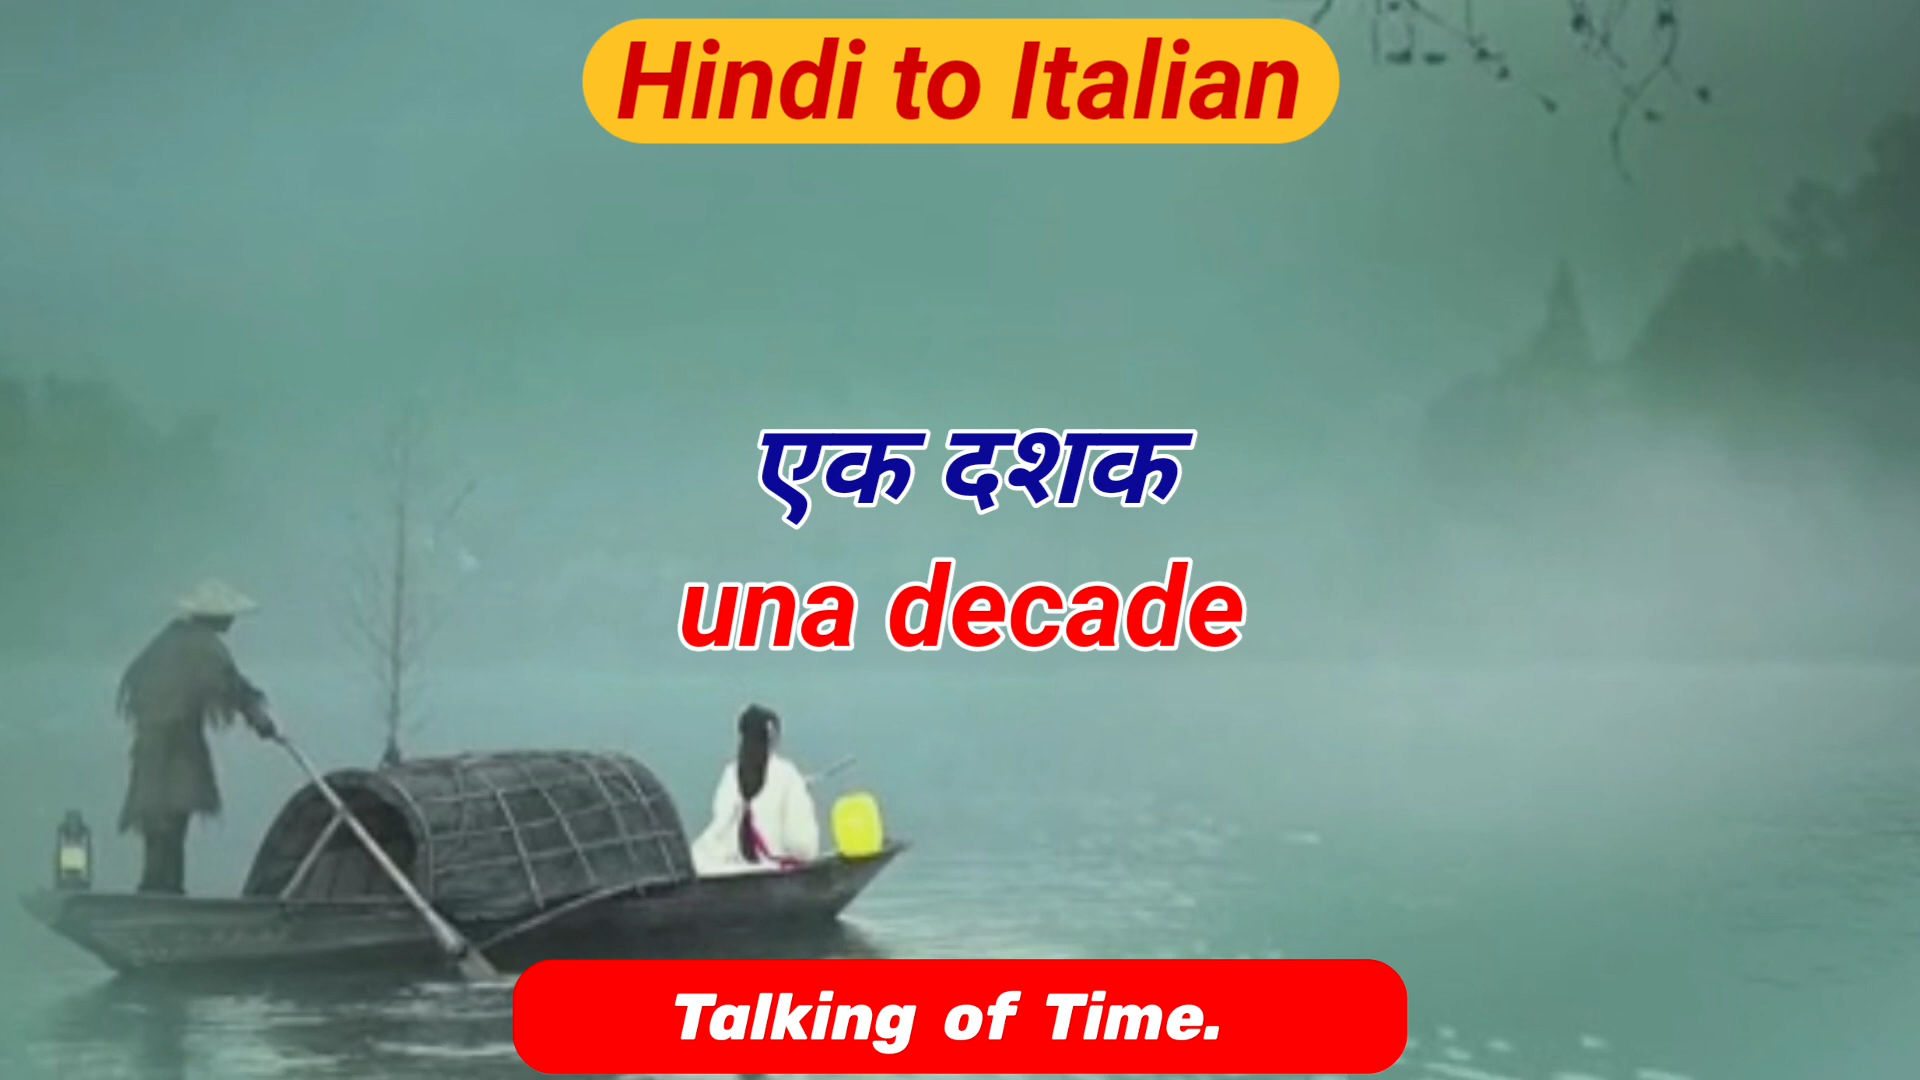 Hindi to Italian
एक दशक
una decade
Talking of Time.